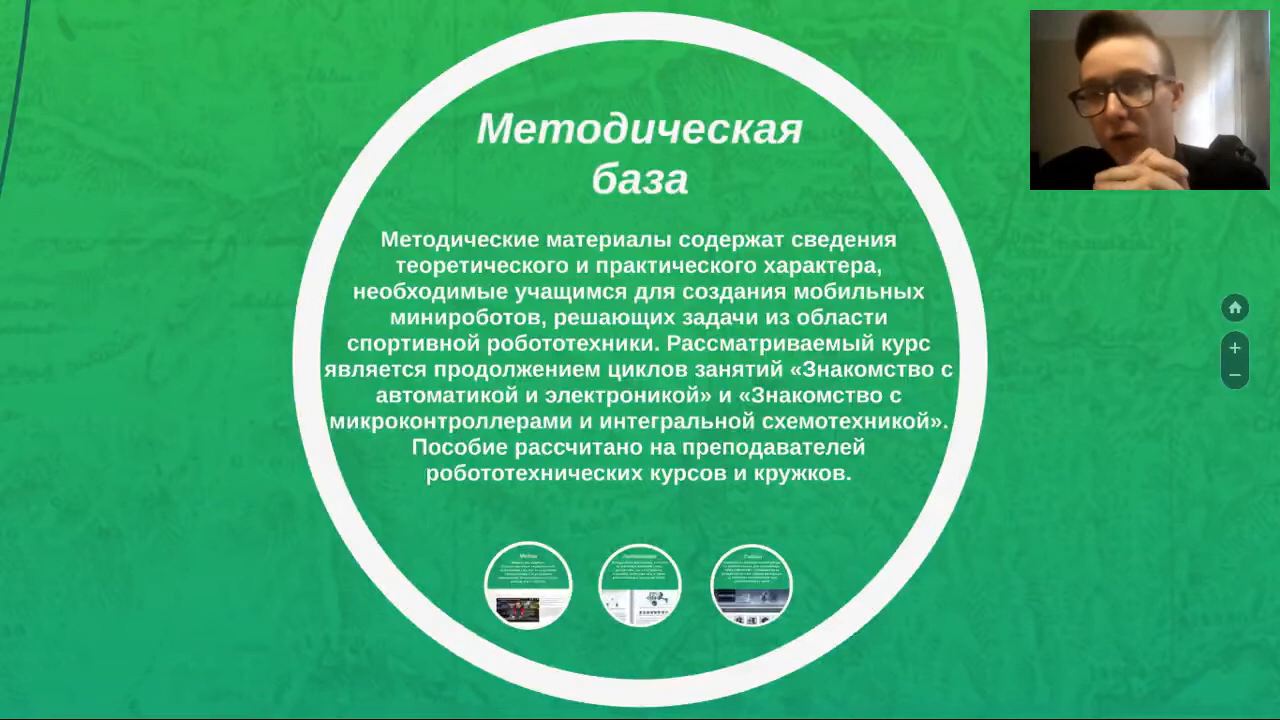 Методическая
база
Методические материалы содержат сведения
теоретического и практического характера,
необходимые учащимся для создания мобильных
минироботов, решающих задачи из области
спортивной робототехники. Рассматриваемый курс
является продолжением циклов занятий «Знакомство с
автоматикой и электроникой» и «Знакомство с
микроконтроллерами и интегральной схемотехникой».
Пособие рассчитано на преподавателей
робототехнических курсов и кружков.